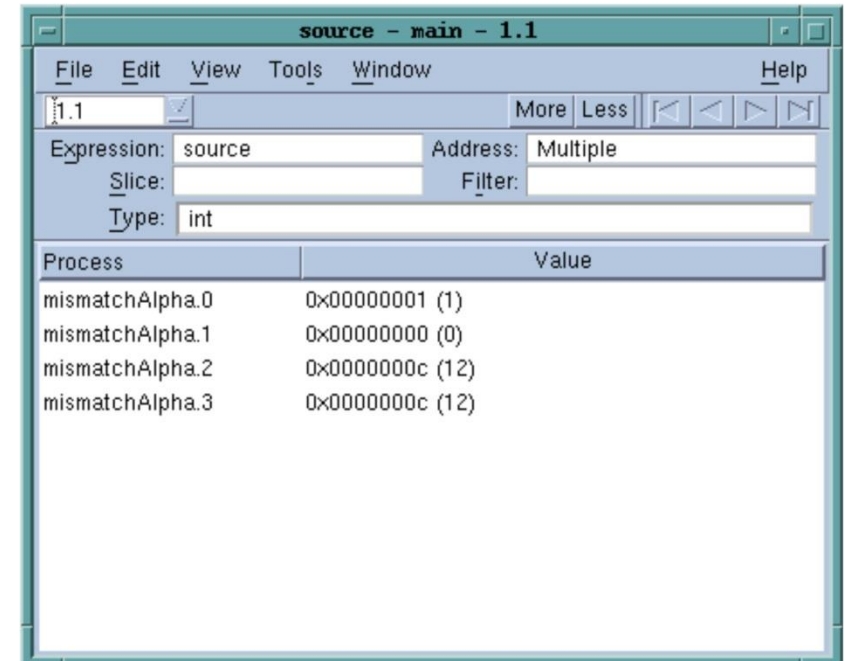 source – main – 1.1
File Edit View Tools Window Help
1.1 More Less
Expression: source Address: Multiple
Slice: Filter:
Type: int
Process Value
mismatchAlpha.0 0x00000001 (1)
mismatchAlpha.1 0x00000000 (0)
mismatchAlpha.2 0x0000000c (12)
mismatchAlpha.3 0x0000000c (12)